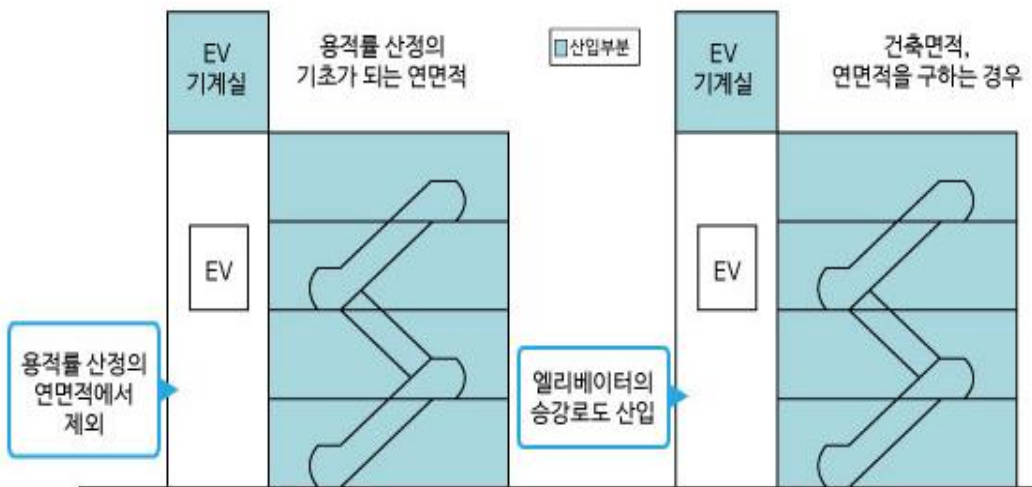 EV
기계실
용적률 산정의
기초가 되는 연면적
산입부분
EV
기계실
건축면적,
연면적을 구하는 경우
EV
EV
용적률 산정의
연면적에서
제외
엘리베이터의
승강로도 산입